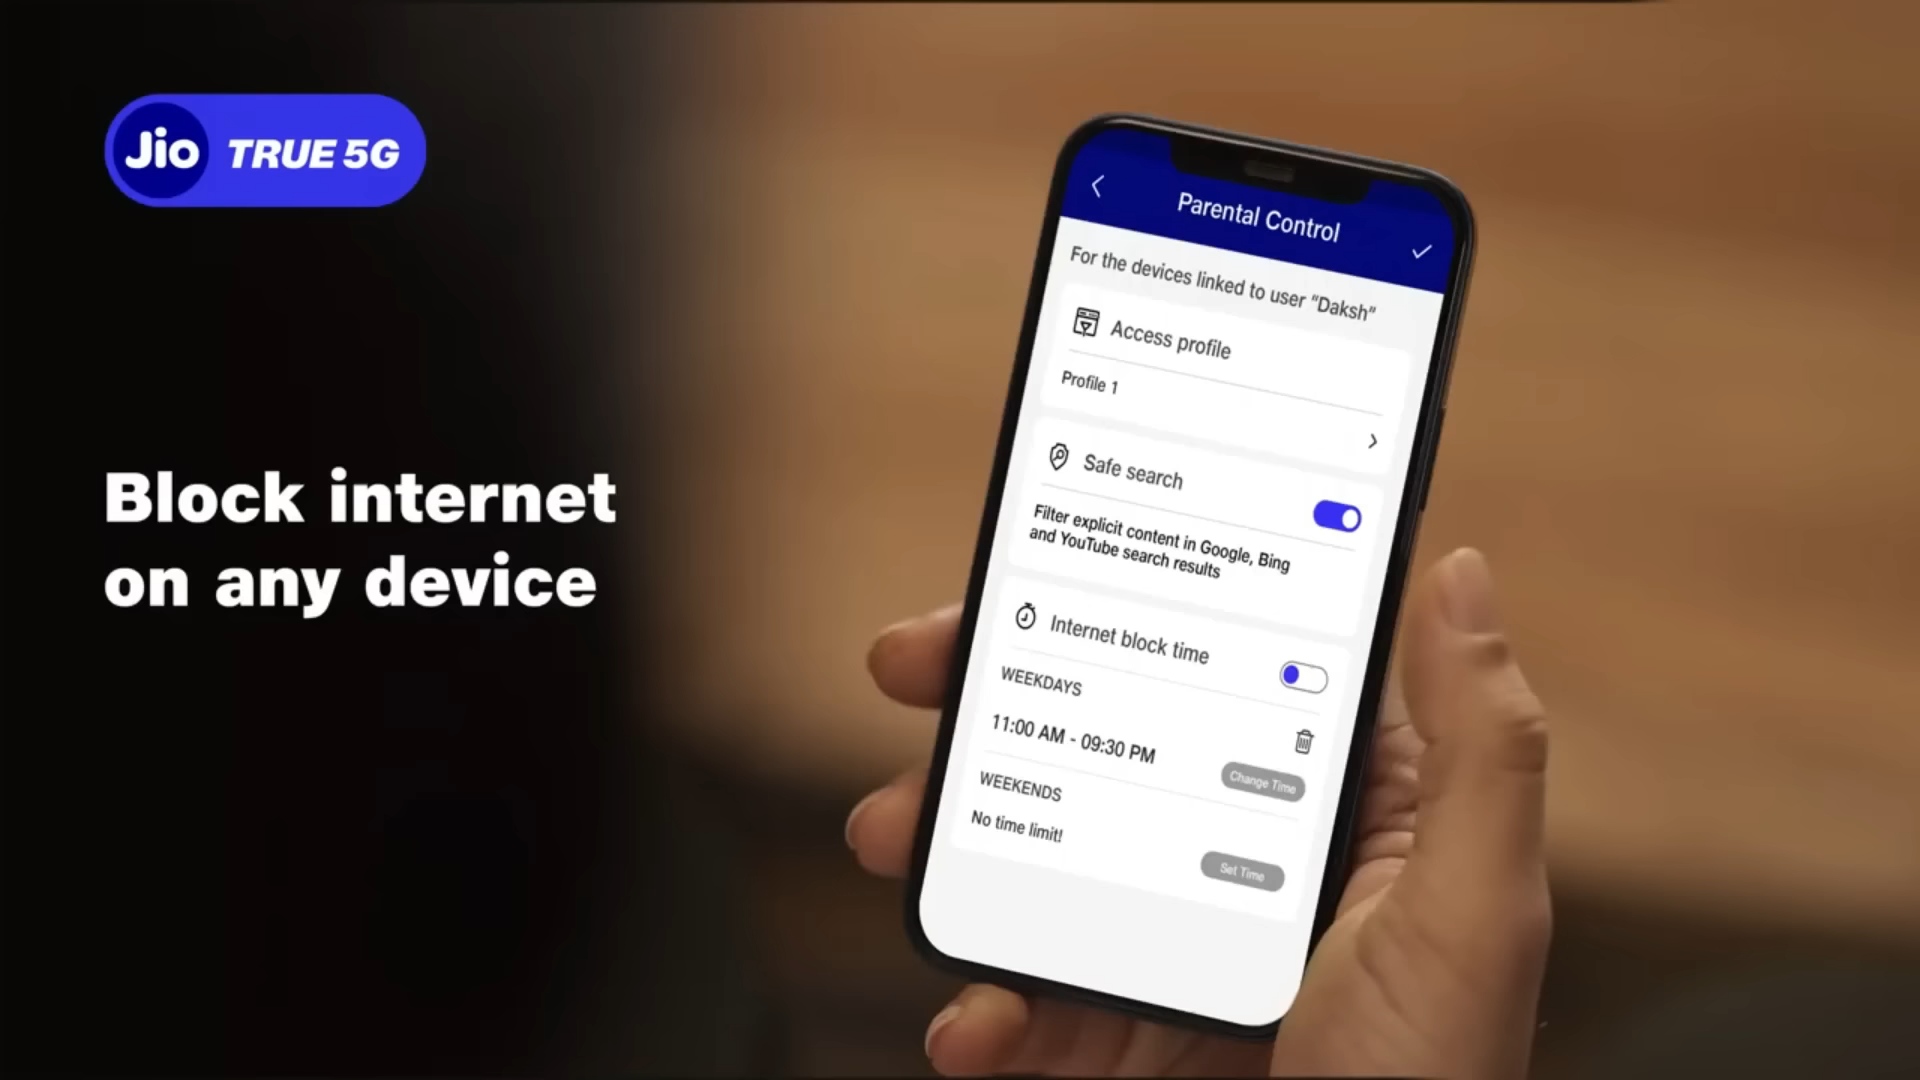 Jio TRUE 5G
Block internet
on any device
Parental Control
For the devices linked to user “Daksh”
Access profile
Profile 1
Safe search
Filter explicit content in Google, Bing
and YouTube search results
Internet block time
WEEKDAYS
11:00 AM - 09:30 PM
Change Time
WEEKENDS
No time limit!
Set Time